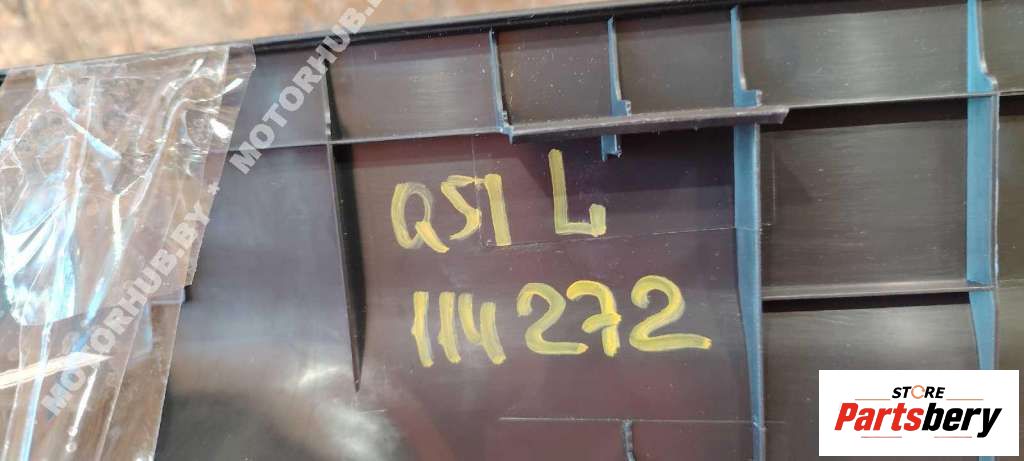 MOTORHUB.BY * MOTORHUB.BY
Q51 L
114272
STORE
Partsbery